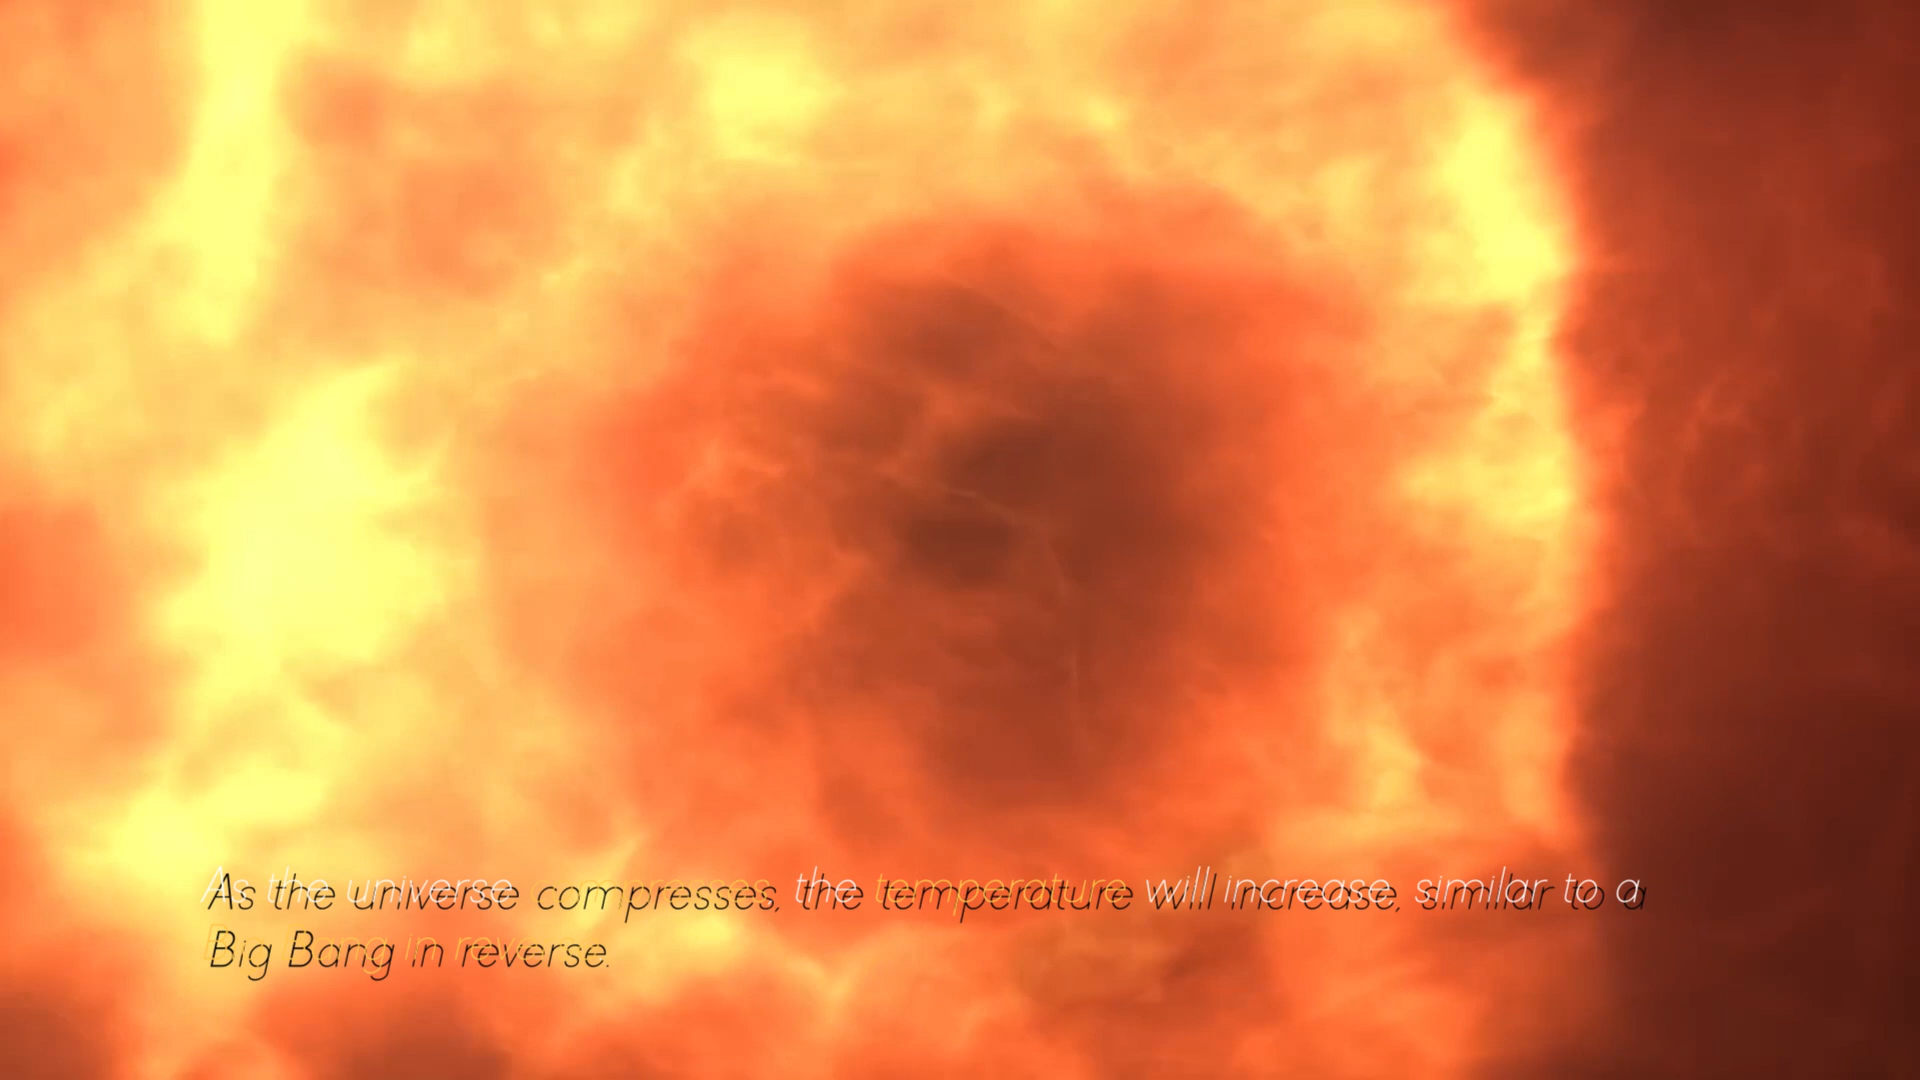 As the universe compresses, the temperature will increase, similar to a
Big Bang in reverse.